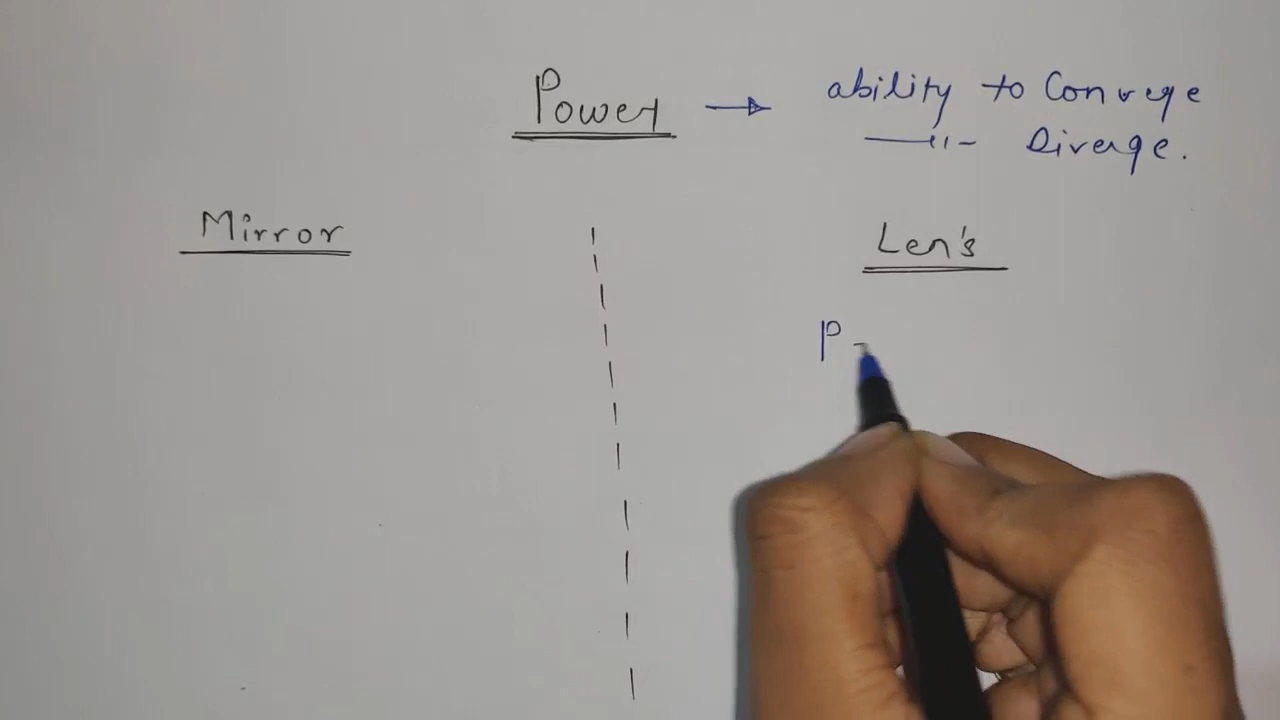 Power → ability to Converge
—"- Diverge.
Mirror
Len's
P -